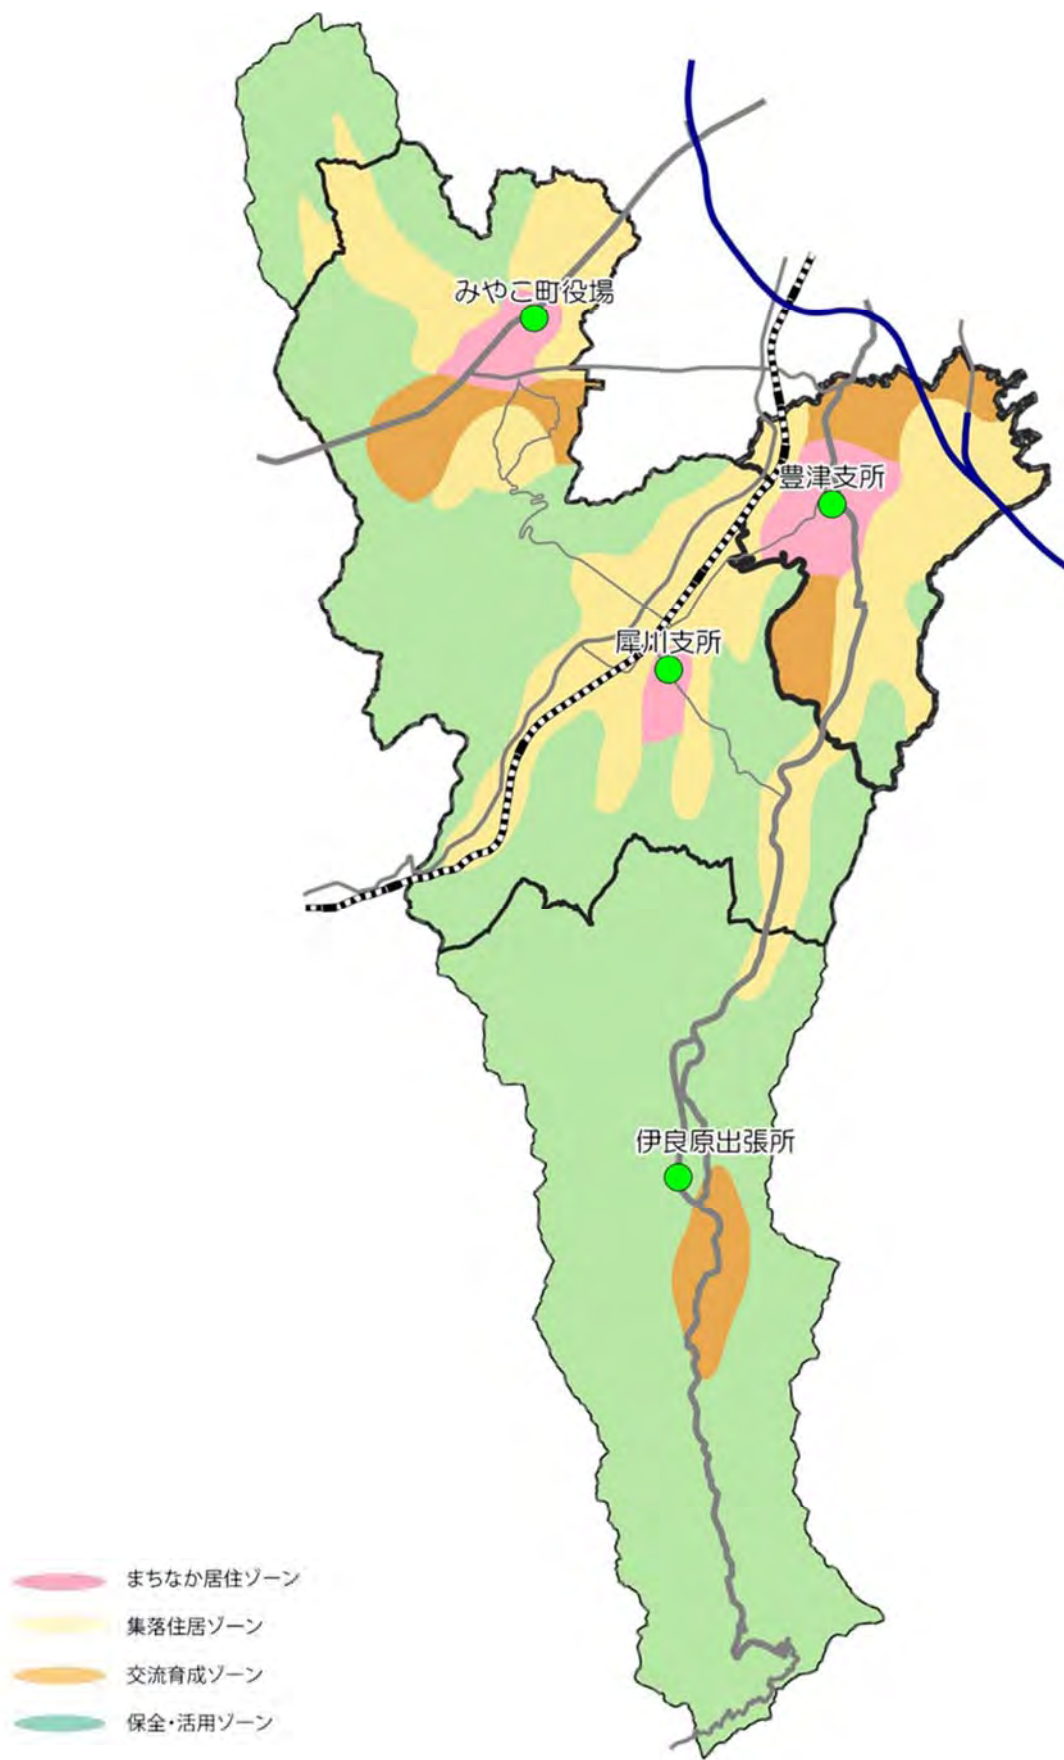 みやこ町役場
豊津支所
犀川支所
伊良原出張所
まちなか居住ゾーン
集落住居ゾーン
交流育成ゾーン
保全・活用ゾーン